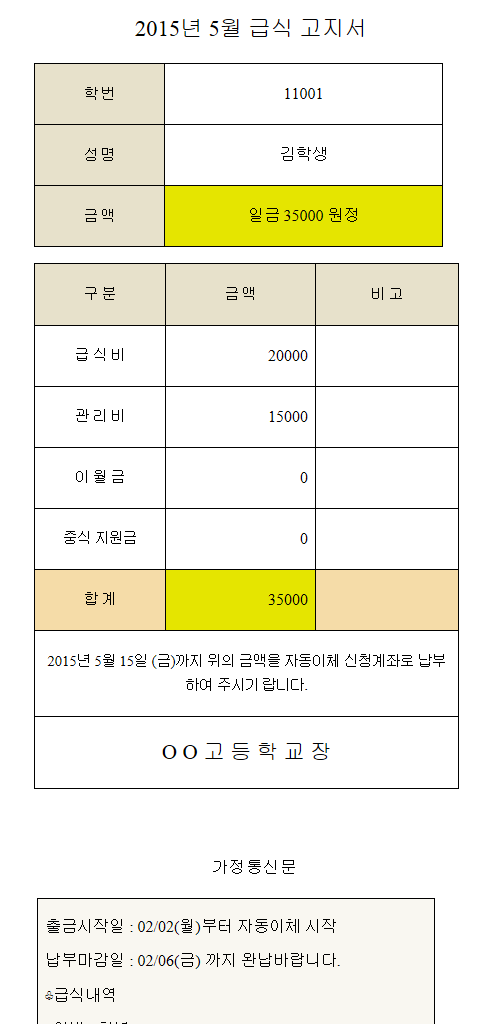 2015년 5월 급식 고지서
학번 11001
성명 김학생
금액 일금 35000 원정
구 분 금액 비 고
급 식 비 20000
관 리 비 15000
이 월 금 0
중식 지원금 0
합 계 35000
2015년 5월 15일 (금)까지 위의 금액을 자동이체 신청계좌로 납부
하여 주시기 랍니다.
O O 고 등 학 교 장
가정통신문
출금시작일 : 02/02(월)부터 자동이체 시작
납부마감일 : 02/06(금) 까지 완납바랍니다.
♧급식내역